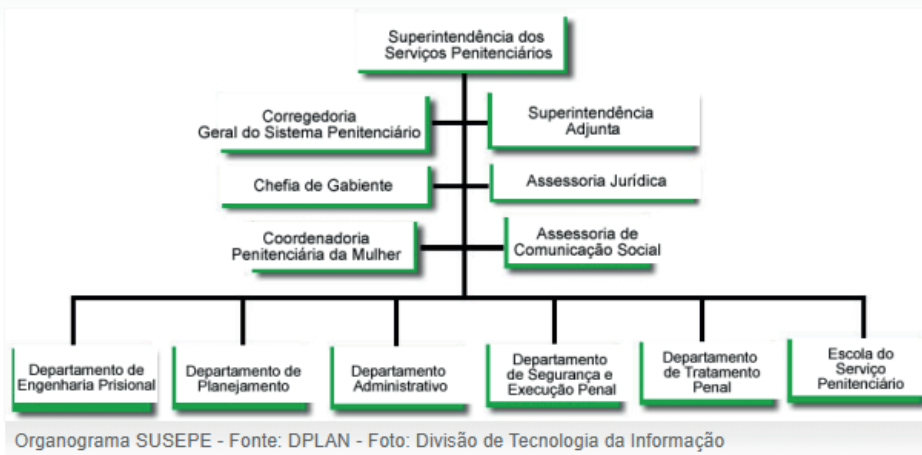 Superintendência dos
Serviços Penitenciários
Corregedoria
Geral do Sistema Penitenciário
Superintendência
Adjunta
Chefia de Gabiente
Assessoria Jurídica
Coordenadoria
Penitenciária da Mulher
Assessoria de
Comunicação Social
Departamento de
Engenharia Prisional
Departamento de
Planejamento
Departamento
Administrativo
Departamento
de Segurança e
Execução Penal
Departamento
de Tratamento
Penal
Escola do
Serviço
Penitenciário
Organograma SUSEPE - Fonte: DPLAN - Foto: Divisão de Tecnologia da Informação